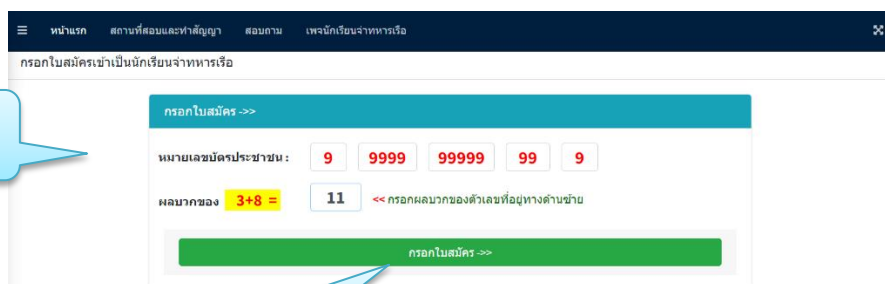 หน้าแรก สถานที่สอบและทำสัญญา สอบถาม เพจนักเรียนจ่าทหารเรือ
กรอกใบสมัครเข้าเป็นนักเรียนจ่าทหารเรือ
กรอกใบสมัคร ->>
หมายเลขบัตรประชาชน : 9 9999 99999 99 9
ผลบวกของ 3+8 = 11 << กรอกผลบวกของตัวเลขที่อยู่ทางด้านซ้าย
กรอกใบสมัคร ->>